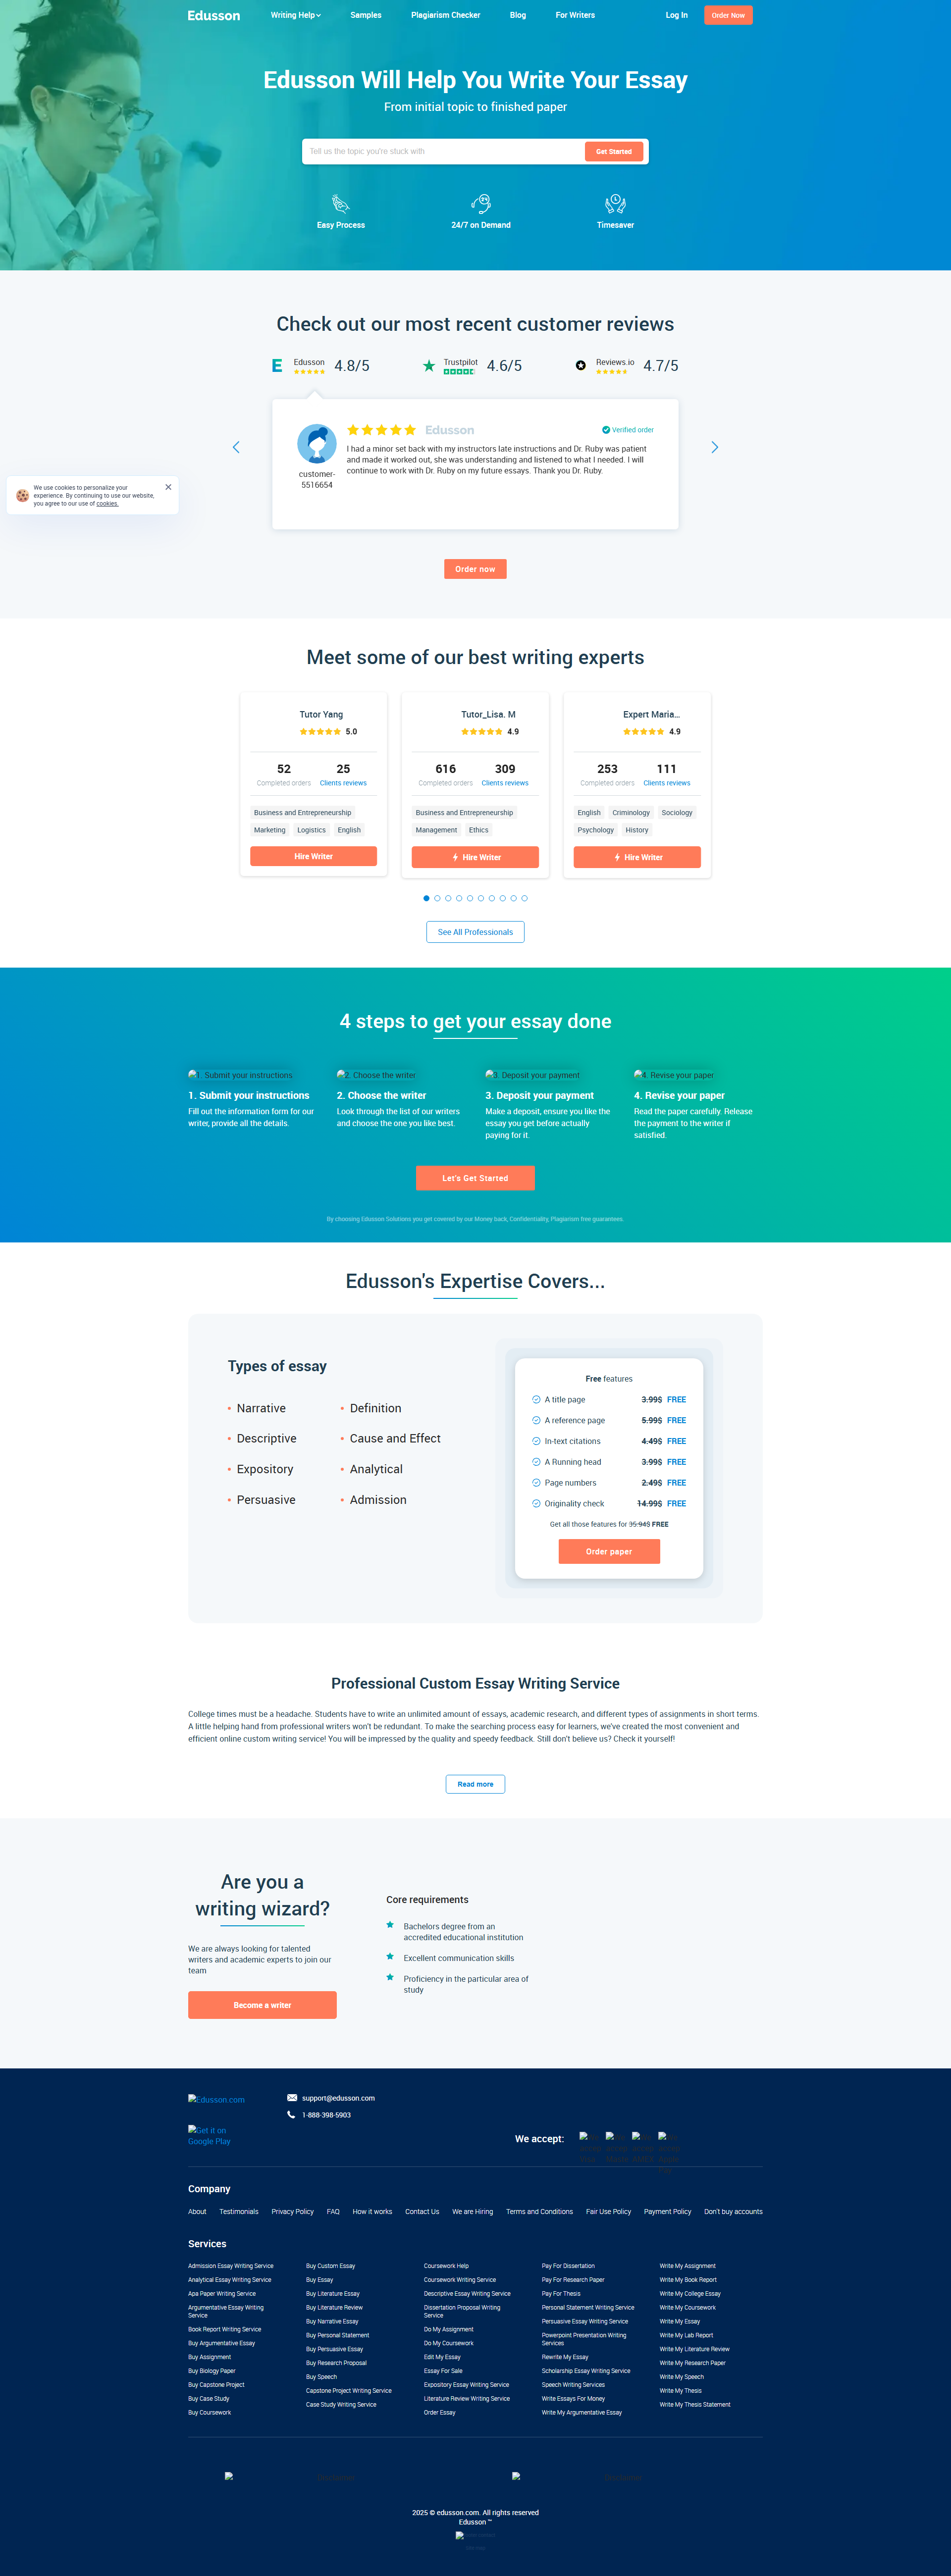 Edusson
Writing Help
Samples
Plagiarism Checker
Blog
For Writers
Log In
Order Now
Edusson Will Help You Write Your Essay
From initial topic to finished paper
Tell us the topic you're stuck with
Get Started
Easy Process
24/7 on Demand
Timesaver
Check out our most recent customer reviews
E
Edusson
4.8/5
Trustpilot
4.6/5
Reviews.io
4.7/5
Edusson
Verified order
I had a minor set back with my instructors late instructions and Dr. Ruby was patient
and made it worked out, she was understanding and listened to what I needed. I will
continue to work with Dr. Ruby on my future essays. Thank you Dr. Ruby.
customer-
5516654
We use cookies to personalize your
experience. By continuing to use our website,
you agree to our use of cookies.
Order now
Meet some of our best writing experts
Tutor Yang
5.0
52
25
Completed orders
Clients reviews
Business and Entrepreneurship
Marketing
Logistics
English
Hire Writer
Tutor_Lisa. M
4.9
616
309
Completed orders
Clients reviews
Business and Entrepreneurship
Management
Ethics
Hire Writer
Expert Maria...
4.9
253
111
Completed orders
Clients reviews
English
Criminology
Sociology
Psychology
History
Hire Writer
See All Professionals
4 steps to get your essay done
1. Submit your instructions
2. Choose the writer
3. Deposit your payment
4. Revise your paper
1. Submit your instructions
Fill out the information form for our
writer, provide all the details.
2. Choose the writer
Look through the list of our writers
and choose the one you like best.
3. Deposit your payment
Make a deposit, ensure you like the
essay you get before actually
paying for it.
4. Revise your paper
Read the paper carefully. Release
the payment to the writer if
satisfied.
Let's Get Started
By choosing Edusson Solutions you get covered by our Money back, Confidentiality, Plagiarism free guarantees.
Edusson's Expertise Covers...
Types of essay
Narrative
Definition
Descriptive
Cause and Effect
Expository
Analytical
Persuasive
Admission
Free features
A title page 3.99$ FREE
A reference page 5.99$ FREE
In-text citations 4.49$ FREE
A Running head 3.99$ FREE
Page numbers 2.49$ FREE
Originality check 14.99$ FREE
Get all those features for 35.94$ FREE
Order paper
Professional Custom Essay Writing Service
College times must be a headache. Students have to write an unlimited amount of essays, academic research, and different types of assignments in short terms.
A little helping hand from professional writers won't be redundant. To make the searching process easy for learners, we've created the most convenient and
efficient online custom writing service! You will be impressed by the quality and speedy feedback. Still don't believe us? Check it yourself!
Read more
Are you a
writing wizard?
We are always looking for talented
writers and academic experts to join our
team
Become a writer
Core requirements
Bachelors degree from an
accredited educational institution
Excellent communication skills
Proficiency in the particular area of
study
Edusson.com
support@edusson.com
1-888-398-5903
Get it on
Google Play
We accept:
Company
About
Testimonials
Privacy Policy
FAQ
How it works
Contact Us
We are Hiring
Terms and Conditions
Fair Use Policy
Payment Policy
Don't buy accounts
Services
Admission Essay Writing Service
Analytical Essay Writing Service
Apa Paper Writing Service
Argumentative Essay Writing
Service
Book Report Writing Service
Buy Argumentative Essay
Buy Assignment
Buy Biology Paper
Buy Capstone Project
Buy Case Study
Buy Coursework
Buy Custom Essay
Buy Essay
Buy Literature Essay
Buy Literature Review
Buy Narrative Essay
Buy Personal Statement
Buy Persuasive Essay
Buy Research Proposal
Buy Speech
Capstone Project Writing Service
Case Study Writing Service
Coursework Help
Coursework Writing Service
Descriptive Essay Writing Service
Dissertation Proposal Writing
Service
Do My Assignment
Do My Coursework
Edit My Essay
Essay For Sale
Expository Essay Writing Service
Literature Review Writing Service
Order Essay
Pay For Dissertation
Pay For Research Paper
Pay For Thesis
Personal Statement Writing Service
Persuasive Essay Writing Service
Powerpoint Presentation Writing
Services
Rewrite My Essay
Scholarship Essay Writing Service
Speech Writing Services
Write Essays For Money
Write My Argumentative Essay
Write My Assignment
Write My Book Report
Write My College Essay
Write My Coursework
Write My Essay
Write My Lab Report
Write My Literature Review
Write My Research Paper
Write My Speech
Write My Thesis
Write My Thesis Statement
2025 © edusson.com. All rights reserved
Edusson ™